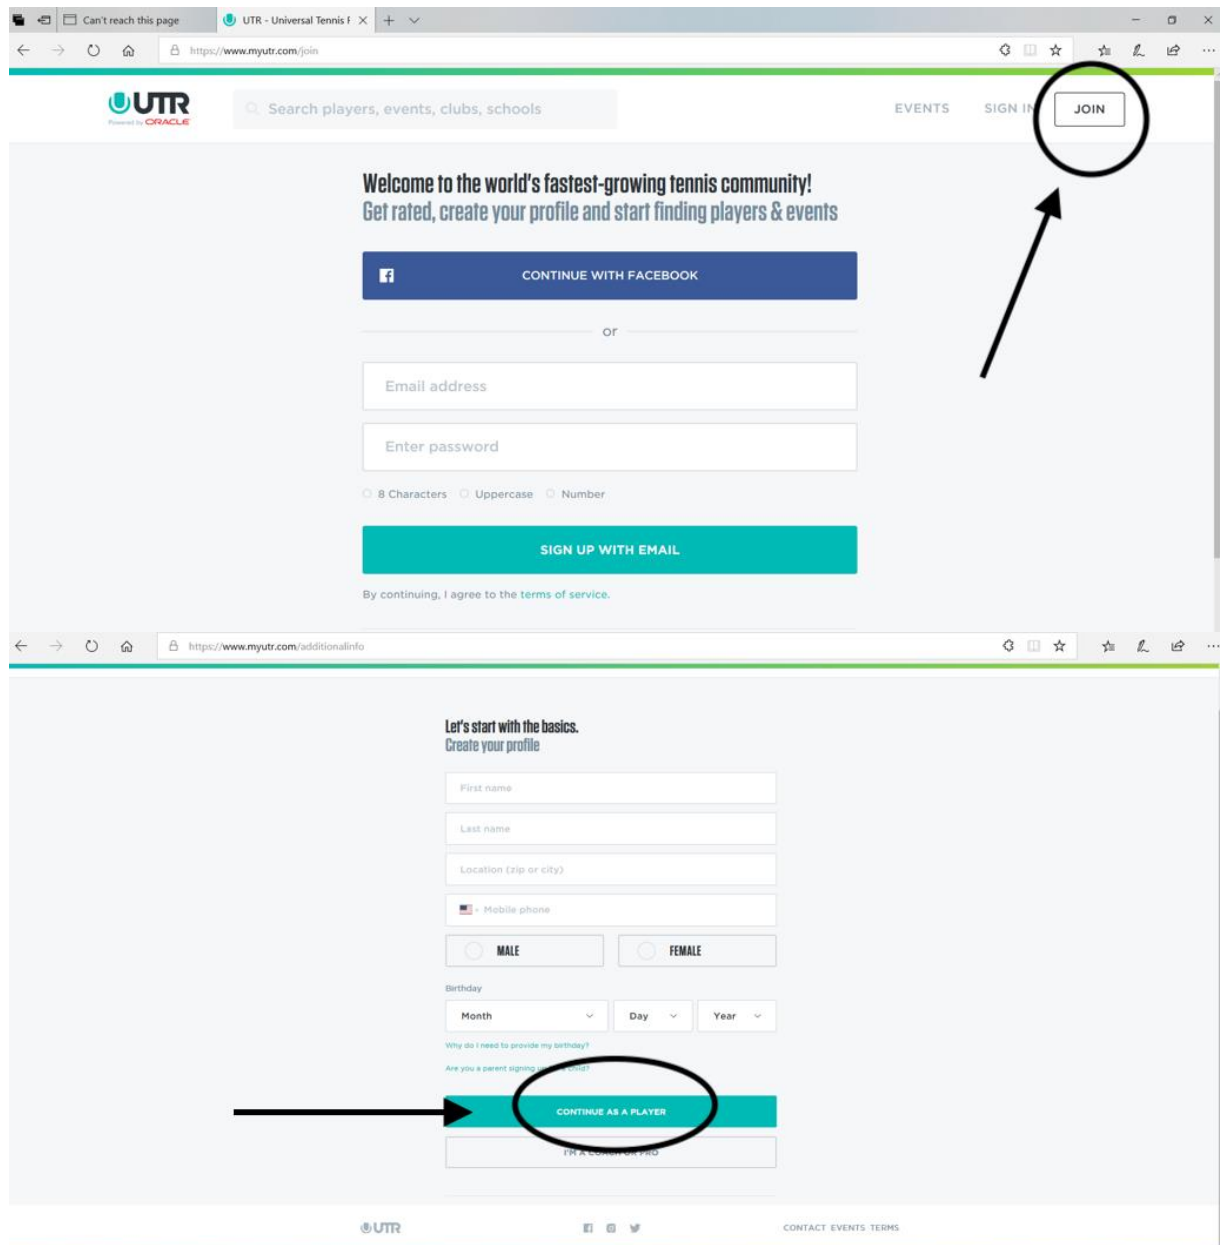 Can't reach this page
UTR - Universal Tennis F
https://www.myutr.com/join
UTR
Powered by ORACLE
Search players, events, clubs, schools
EVENTS
SIGN IN
JOIN
Welcome to the world's fastest-growing tennis community!
Get rated, create your profile and start finding players & events
CONTINUE WITH FACEBOOK
or
Email address
Enter password
8 Characters Uppercase Number
SIGN UP WITH EMAIL
By continuing, I agree to the terms of service.
https://www.myutr.com/additionalinfo
Let's start with the basics.
Create your profile
First name
Last name
Location (zip or city)
Mobile phone
MALE FEMALE
Birthday
Month Day Year
Why do I need to provide my birthday?
Are you a parent signing child?
CONTINUE AS A PLAYER
I'M A COACH OR PRO
UTR
CONTACT EVENTS TERMS